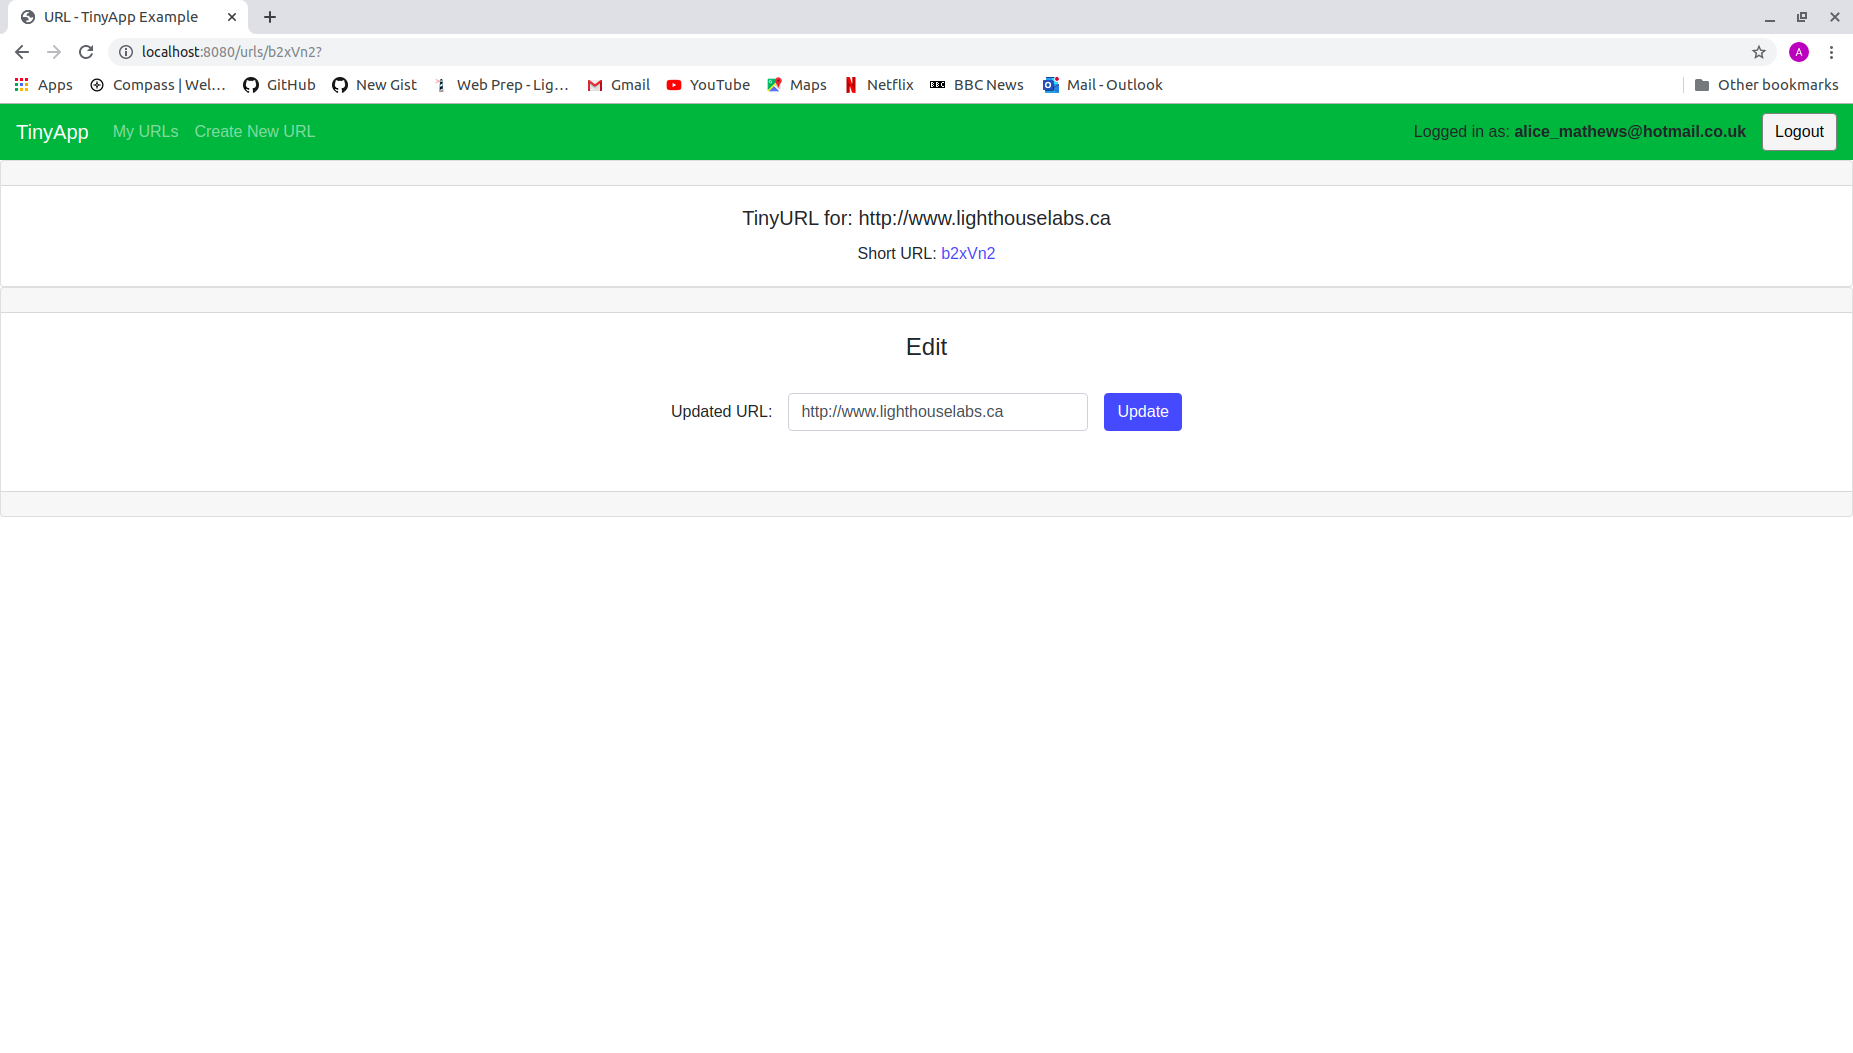 URL - TinyApp Example
localhost:8080/urls/b2xVn2?
A
Apps Compass | Wel... GitHub New Gist Web Prep - Lig... Gmail YouTube Maps Netflix BBC News Mail - Outlook Other bookmarks
TinyApp My URLs Create New URL Logged in as: alice_mathews@hotmail.co.uk Logout
TinyURL for: http://www.lighthouselabs.ca
Short URL: b2xVn2
Edit
Updated URL: http://www.lighthouselabs.ca Update